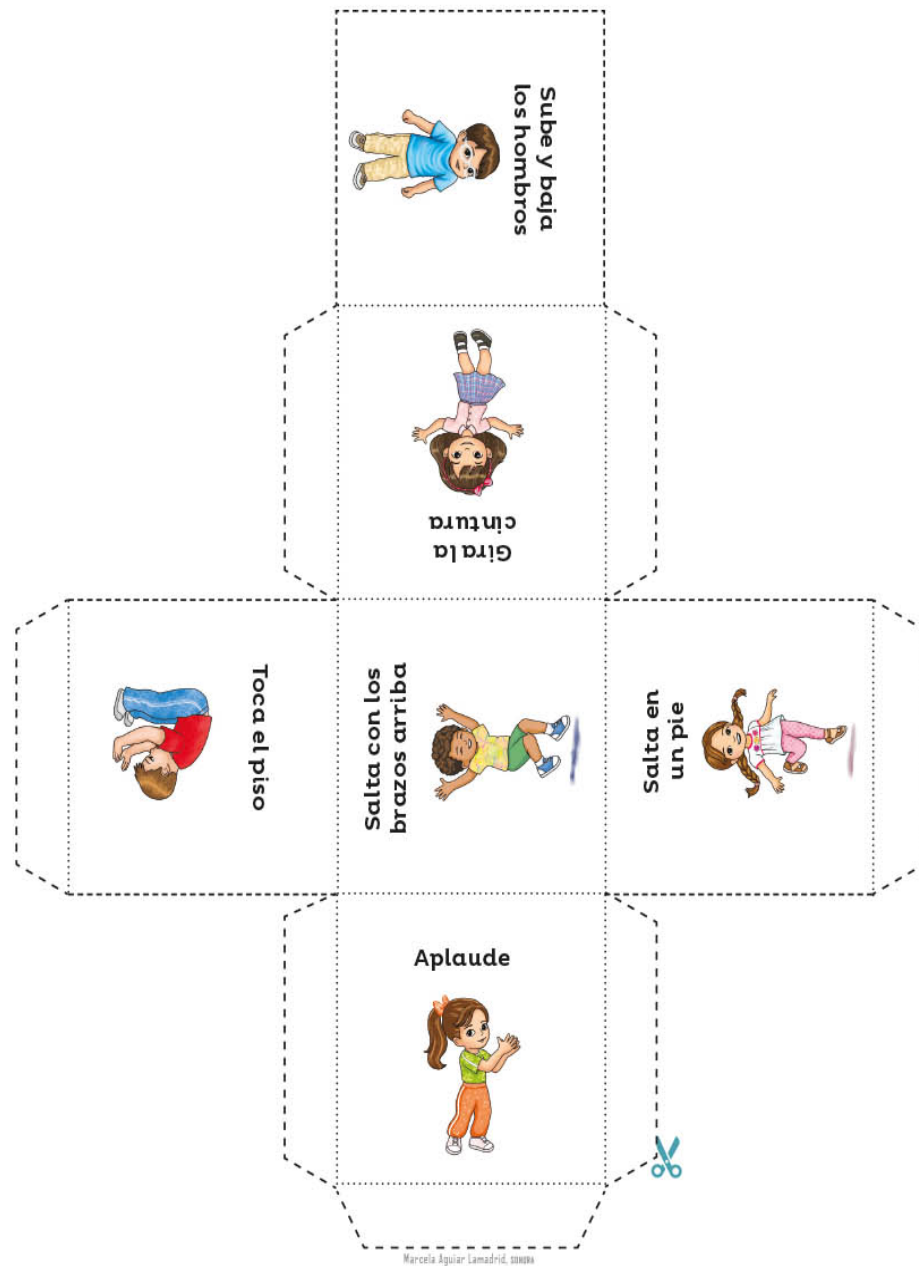 Sube y baja
los hombros
Gira la
cintura
Toca el piso
Salta con los
brazos arriba
Salta en
un pie
Aplaude
Marcela Aguiar Lamadrid, SONORA